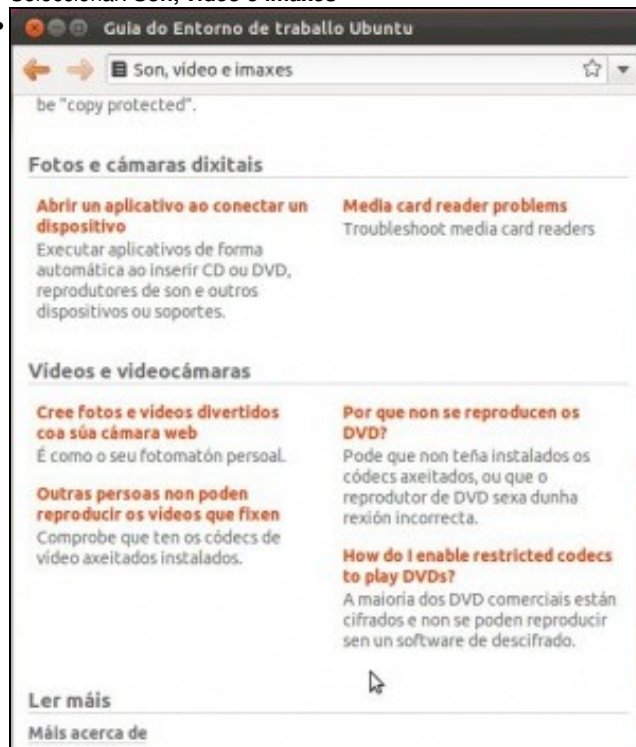 Guia do Entorno de traballo Ubuntu
Son, vídeo e imaxes
be "copy protected".
Fotos e cámaras dixitais
Abrir un aplicativo ao conectar un
dispositivo
Executar aplicativos de forma
automática ao inserir CD ou DVD,
reprodutores de son e outros
dispositivos ou soportes.
Media card reader problems
Troubleshoot media card readers
Vídeos e videocámaras
Cree fotos e vídeos divertidos
coa súa cámara web
É como o seu fotomatón persoal.
Outras persoas non poden
reproducir os vídeos que fixen
Comprobe que ten os códecs de
vídeo axeitados instalados.
Por que non se reproducen os
DVD?
Pode que non teña instalados os
códecs axeitados, ou que o
reprodutor de DVD sexa dunha
rexión incorrecta.
How do I enable restricted codecs
to play DVDs?
A maioría dos DVD comerciais están
cifrados e non se poden reproducir
sen un software de descifrado.
Ler máis
Máis acerca de